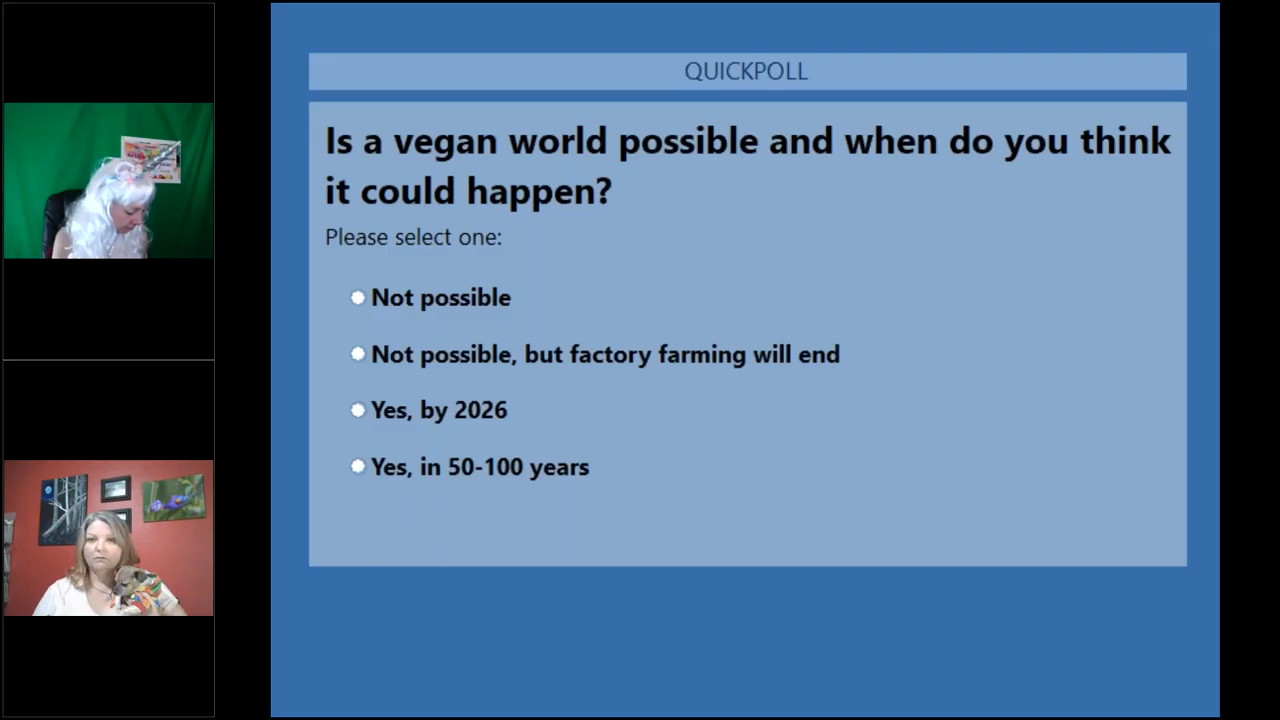 QUICKPOLL
Is a vegan world possible and when do you think
it could happen?
Please select one:
Not possible
Not possible, but factory farming will end
Yes, by 2026
Yes, in 50-100 years